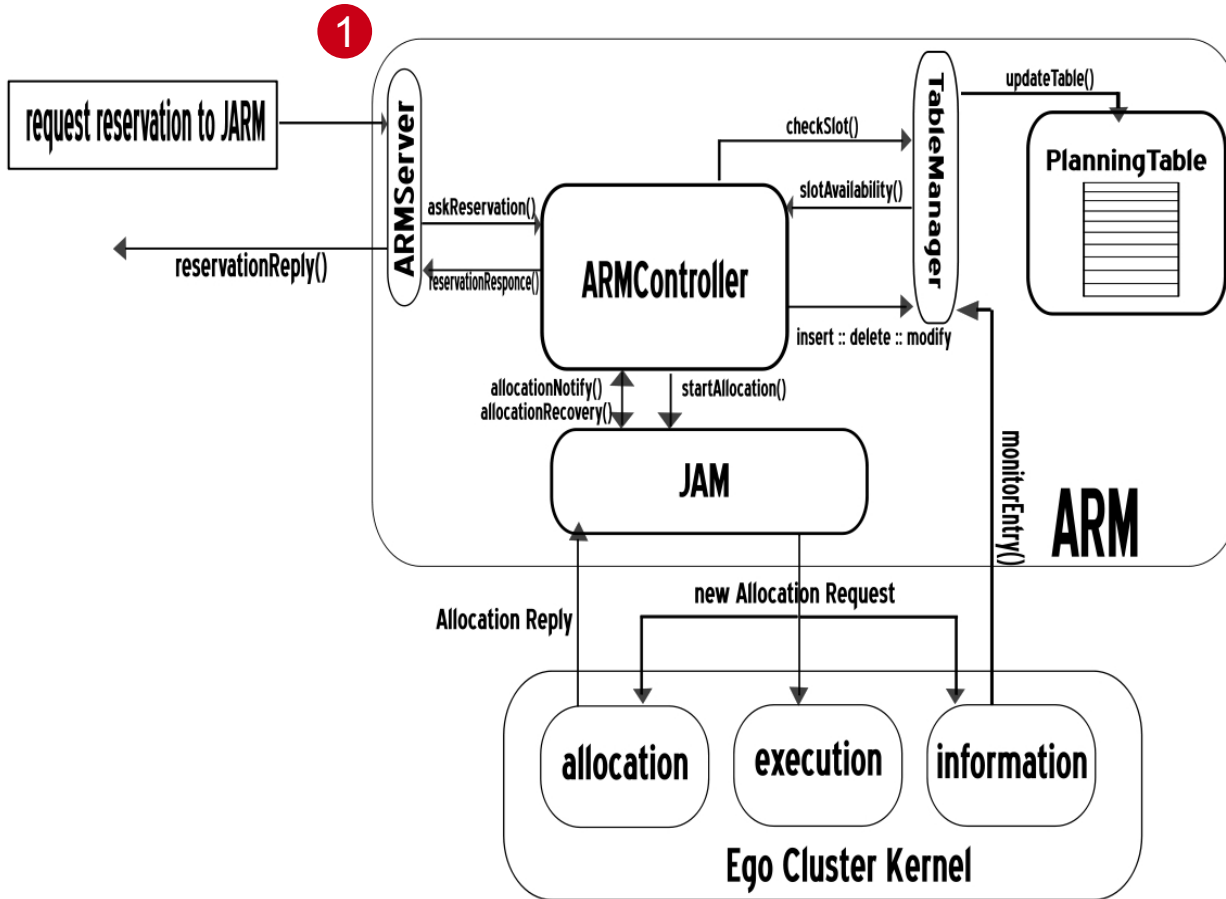 1
request reservation to JARM
ARMServer
TableManager
updateTable()
checkSlot()
PlanningTable
slotAvailability()
askReservation()
reservationReply()
reservationResponce()
ARMController
insert :: delete :: modify
allocationNotify()
startAllocation()
allocationRecovery()
JAM
monitorEntry()
ARM
new Allocation Request
Allocation Reply
allocation
execution
information
Ego Cluster Kernel